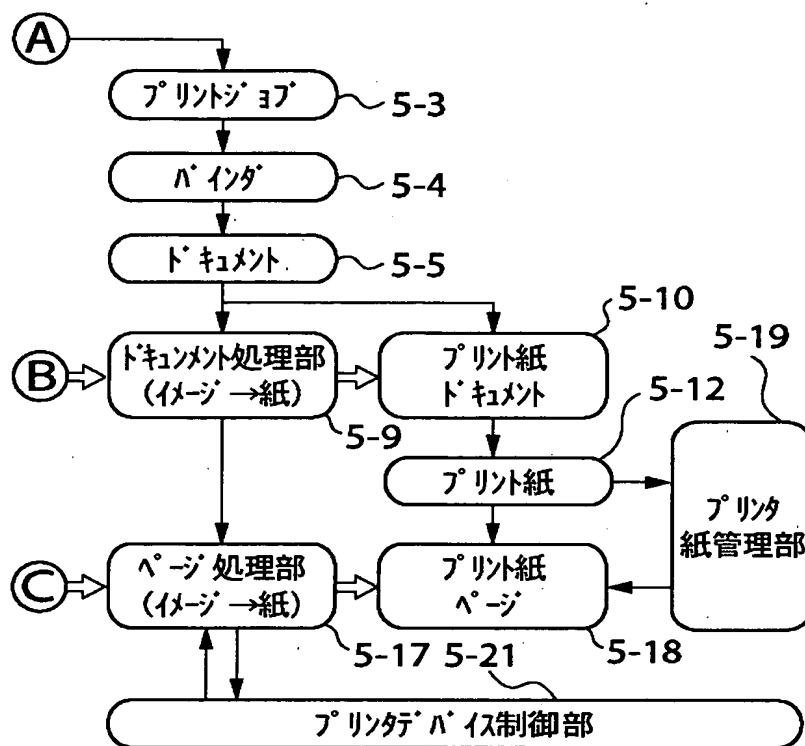 A
プリントジョブ
5-3
バインダ
5-4
ドキュメント
5-5
5-10
5-19
B
ドキュンメント処理部
(イメージ→紙)
5-9
プリント紙
ドキュメント
5-12
プリント紙
プリンタ
紙管理部
C
ページ処理部
(イメージ→紙)
プリント紙
ページ
5-17
5-21
5-18
プリンタデバイス制御部